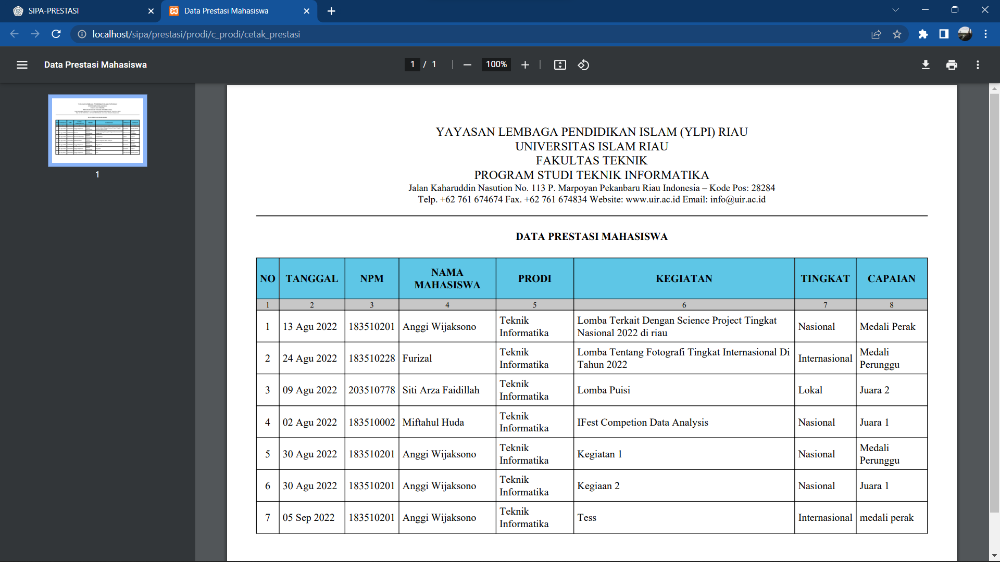 SIPA-PRESTASI
Data Prestasi Mahasiswa
localhost/sipa/prestasi/prodi/c_prodi/cetak_prestasi
Data Prestasi Mahasiswa
1 / 1
100%
1
YAYASAN LEMBAGA PENDIDIKAN ISLAM (YLPI) RIAU
UNIVERSITAS ISLAM RIAU
FAKULTAS TEKNIK
PROGRAM STUDI TEKNIK INFORMATIKA
Jalan Kaharuddin Nasution No. 113 P. Marpoyan Pekanbaru Riau Indonesia – Kode Pos: 28284
Telp. +62 761 674674 Fax. +62 761 674834 Website: www.uir.ac.id Email: info@uir.ac.id
DATA PRESTASI MAHASISWA
NO TANGGAL NPM NAMA MAHASISWA PRODI KEGIATAN TINGKAT CAPAIAN
1 2 3 4 5 6 7 8
1 13 Agu 2022 183510201 Anggi Wijaksono Teknik Informatika Lomba Terkait Dengan Science Project Tingkat Nasional 2022 di riau Nasional Medali Perak
2 24 Agu 2022 183510228 Furizal Teknik Informatika Lomba Tentang Fotografi Tingkat Internasional Di Tahun 2022 Internasional Medali Perunggu
3 09 Agu 2022 203510778 Siti Arza Faidillah Teknik Informatika Lomba Puisi Lokal Juara 2
4 02 Agu 2022 183510002 Miftahul Huda Teknik Informatika IFest Competion Data Analysis Nasional Juara 1
5 30 Agu 2022 183510201 Anggi Wijaksono Teknik Informatika Kegiatan 1 Nasional Medali Perunggu
6 30 Agu 2022 183510201 Anggi Wijaksono Teknik Informatika Kegiaan 2 Nasional Juara 1
7 05 Sep 2022 183510201 Anggi Wijaksono Teknik Informatika Tess Internasional medali perak